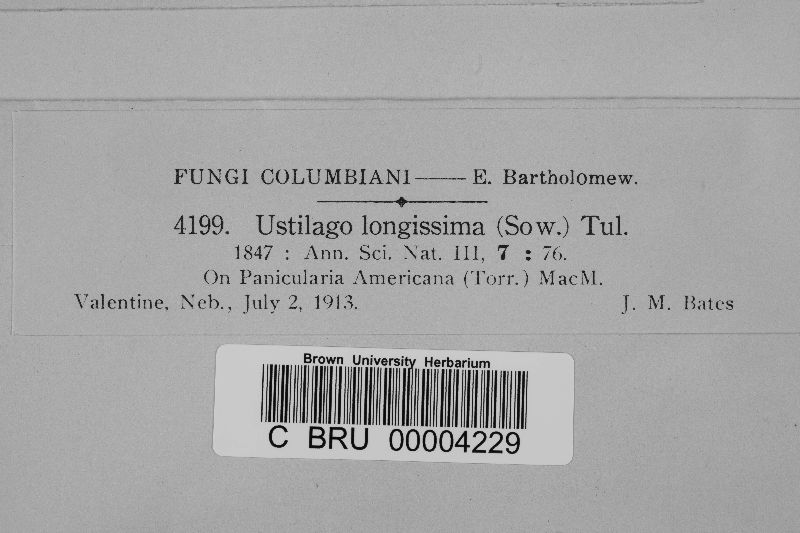 FUNGI COLUMBIANI —— E. Bartholomew.
4199. Ustilago longissima (Sow.) Tul.
1847 : Ann. Sci. Nat. III, 7 : 76.
On Panicularia Americana (Torr.) MacM.
Valentine, Neb., July 2, 1913. J. M. Bates
Brown University Herbarium
C BRU 00004229